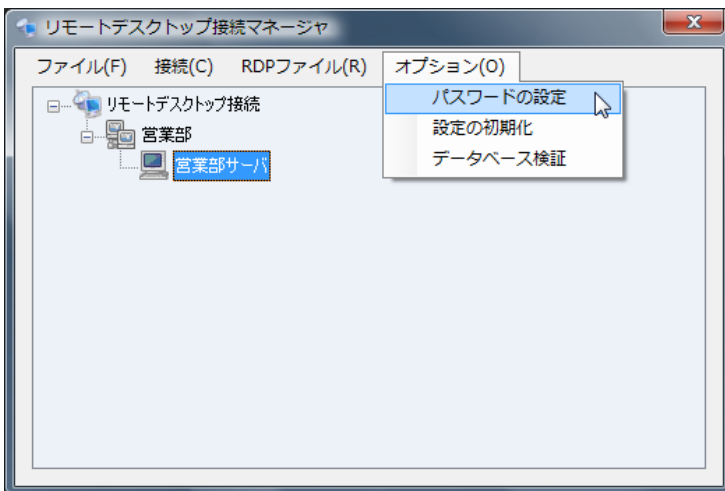 リモートデスクトップ接続マネージャ
ファイル(F) 接続(C) RDPファイル(R) オプション(O)
パスワードの設定
設定の初期化
データベース検証
リモートデスクトップ接続
営業部
営業部サーバ